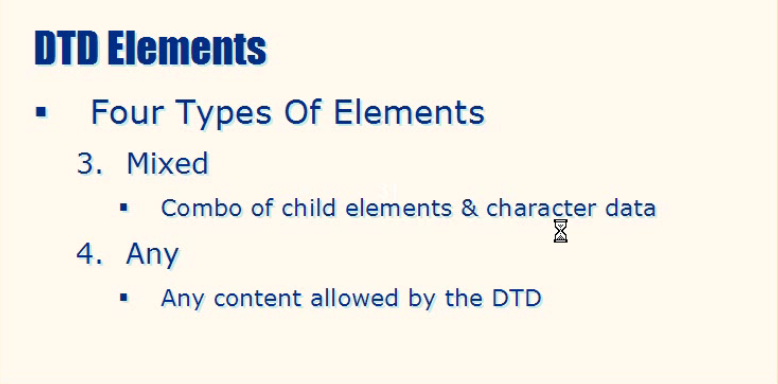 DTD Elements
▪ Four Types Of Elements
3. Mixed
▪ Combo of child elements & character data
4. Any
▪ Any content allowed by the DTD